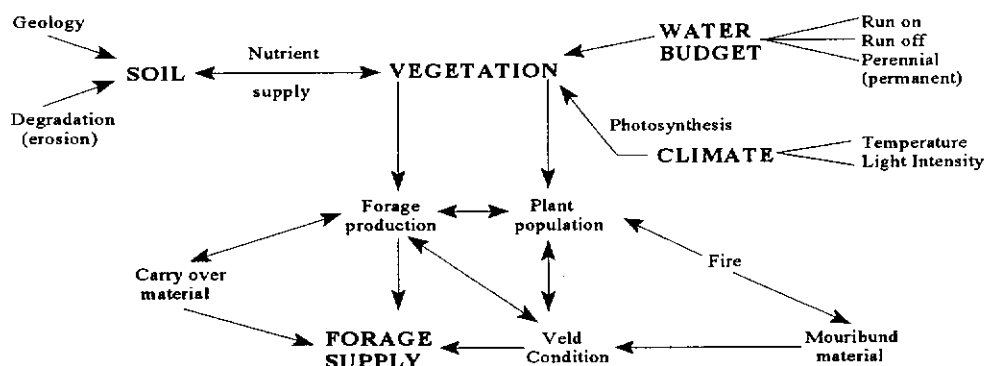 Geology
SOIL
Degradation
(erosion)
Nutrient
supply
VEGETATION
WATER
BUDGET
Run on
Run off
Perennial
(permanent)
Photosynthesis
CLIMATE
Temperature
Light Intensity
Forage
production
Plant
population
Fire
Carry over
material
FORAGE
SUPPLY
Veld
Condition
Mouribund
material